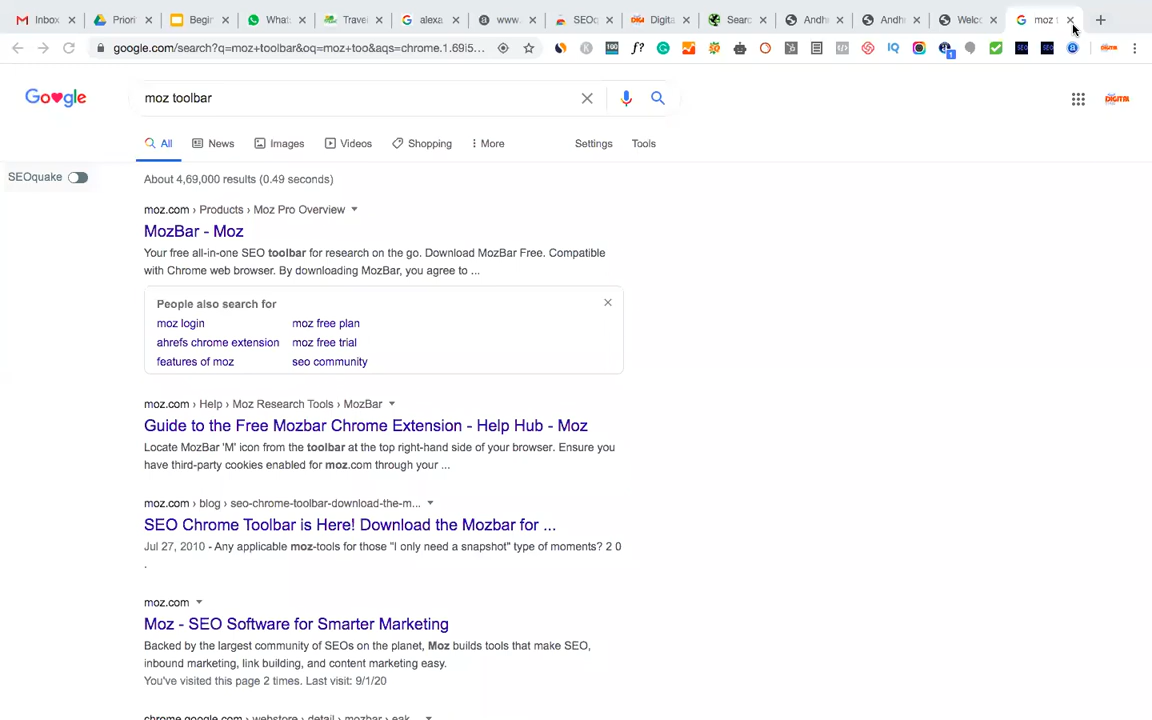 Inbox Priori Begin What: Travel alexa www. SEOq Digita Searc Andh Andh Welco moz t
google.com/search?q=moz+toolbar&oq=moz+too&aqs=chrome.1.69i5...
Google moz toolbar
All News Images Videos Shopping More Settings Tools
SEOquake
About 4,69,000 results (0.49 seconds)
moz.com › Products › Moz Pro Overview
MozBar - Moz
Your free all-in-one SEO toolbar for research on the go. Download MozBar Free. Compatible
with Chrome web browser. By downloading MozBar, you agree to ...
People also search for
moz login moz free plan
ahrefs chrome extension moz free trial
features of moz seo community
moz.com › Help › Moz Research Tools › MozBar
Guide to the Free Mozbar Chrome Extension - Help Hub - Moz
Locate MozBar 'M' icon from the toolbar at the top right-hand side of your browser. Ensure you
have third-party cookies enabled for moz.com through your ...
moz.com › blog › seo-chrome-toolbar-download-the-m...
SEO Chrome Toolbar is Here! Download the Mozbar for ...
Jul 27, 2010 - Any applicable moz-tools for those "I only need a snapshot" type of moments? 2 0
.
moz.com
Moz - SEO Software for Smarter Marketing
Backed by the largest community of SEOs on the planet, Moz builds tools that make SEO,
inbound marketing, link building, and content marketing easy.
You've visited this page 2 times. Last visit: 9/1/20
chrome.google.com › webstore › detail › mozbar › eak...